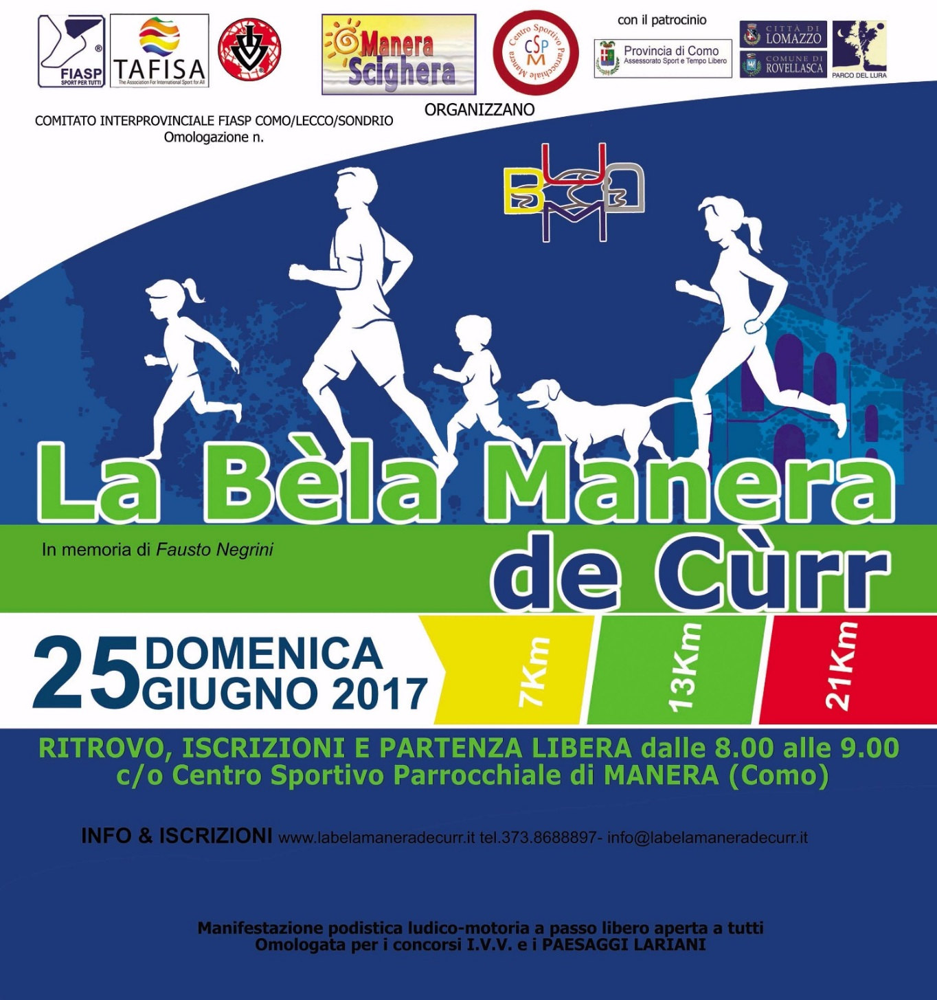 FIASP
SPORT PER TUTTI
TAFISA
The Association For International Sport for All
IVV
Manera
Scighera
Centro Sportivo Parrocchiale Manera
CSPM
con il patrocinio
Provincia di Como
Assessorato Sport e Tempo Libero
CITTÀ DI
LOMAZZO
COMUNE DI
ROVELLASCA
PARCO DEL LURA
ORGANIZZANO
COMITATO INTERPROVINCIALE FIASP COMO/LECCO/SONDRIO
Omologazione n.
La Bèla Manera
de Cùrr
In memoria di Fausto Negrini
25 DOMENICA
GIUGNO 2017
7Km
13Km
21Km
RITROVO, ISCRIZIONI E PARTENZA LIBERA dalle 8.00 alle 9.00
c/o Centro Sportivo Parrocchiale di MANERA (Como)
INFO & ISCRIZIONI www.labelamaneradecurr.it tel.373.8688897- info@labelamaneradecurr.it
Manifestazione podistica ludico-motoria a passo libero aperta a tutti
Omologata per i concorsi I.V.V. e i PAESAGGI LARIANI